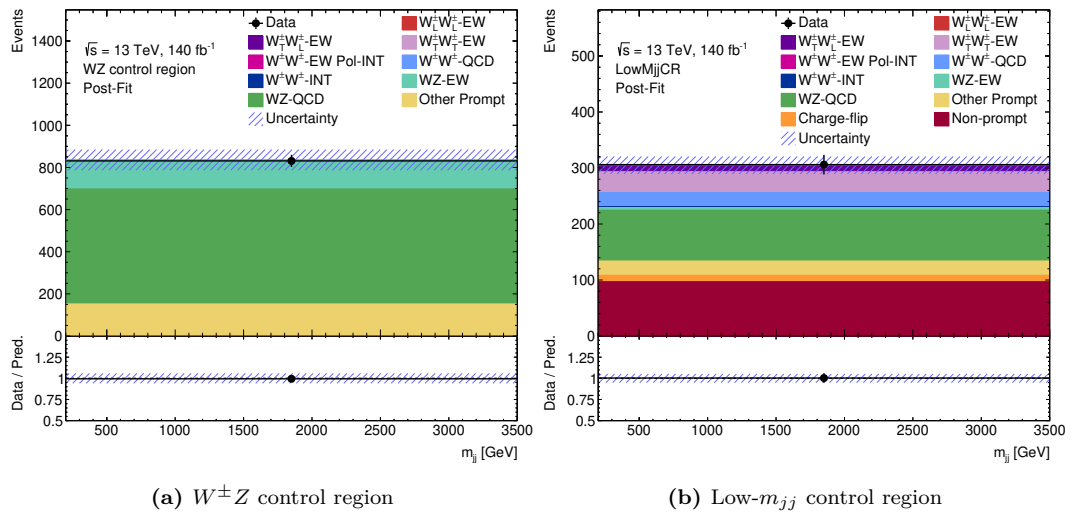 Events
1400
1200
1000
800
600
400
200
0
√s = 13 TeV, 140 fb⁻¹
WZ control region
Post-Fit
Data
W±LW±L-EW
W±TW±L-EW
W±TW±T-EW
W±W±-EW Pol-INT
W±W±-QCD
W±W±-INT
WZ-EW
WZ-QCD
Other Prompt
Uncertainty
Data / Pred.
1.25
1
0.75
0.5
500 1000 1500 2000 2500 3000 3500
m_jj [GeV]
(a) W±Z control region
Events
500
400
300
200
100
0
√s = 13 TeV, 140 fb⁻¹
LowMjjCR
Post-Fit
Data
W±LW±L-EW
W±TW±L-EW
W±TW±T-EW
W±W±-EW Pol-INT
W±W±-QCD
W±W±-INT
WZ-EW
WZ-QCD
Other Prompt
Charge-flip
Non-prompt
Uncertainty
Data / Pred.
1.25
1
0.75
0.5
500 1000 1500 2000 2500 3000 3500
m_jj [GeV]
(b) Low-m_jj control region